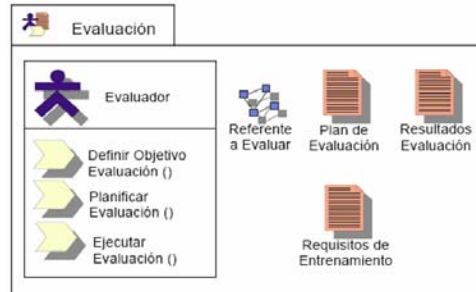 Evaluación
Evaluador
Definir Objetivo
Evaluación ()
Planificar
Evaluación ()
Ejecutar
Evaluación ()
Referente
a Evaluar
Plan de
Evaluación
Resultados
Evaluación
Requisitos de
Entrenamiento